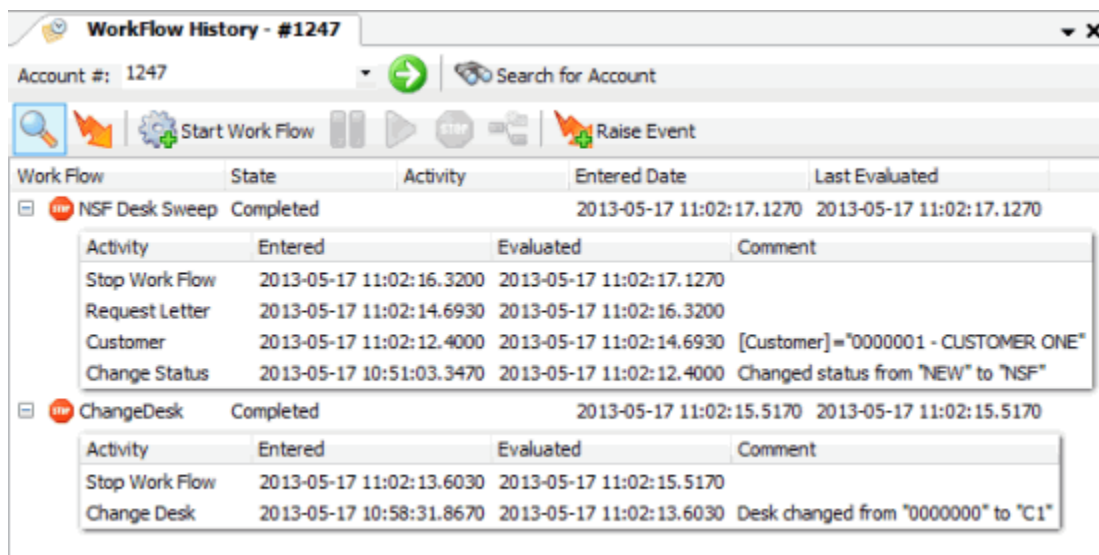 WorkFlow History - #1247
Account #: 1247 Search for Account
Start Work Flow STOP Raise Event
Work Flow State Activity Entered Date Last Evaluated
STOP NSF Desk Sweep Completed 2013-05-17 11:02:17.1270 2013-05-17 11:02:17.1270
Activity Entered Evaluated Comment
Stop Work Flow 2013-05-17 11:02:16.3200 2013-05-17 11:02:17.1270
Request Letter 2013-05-17 11:02:14.6930 2013-05-17 11:02:16.3200
Customer 2013-05-17 11:02:12.4000 2013-05-17 11:02:14.6930 [Customer]="0000001 - CUSTOMER ONE"
Change Status 2013-05-17 10:51:03.3470 2013-05-17 11:02:12.4000 Changed status from "NEW" to "NSF"
STOP ChangeDesk Completed 2013-05-17 11:02:15.5170 2013-05-17 11:02:15.5170
Activity Entered Evaluated Comment
Stop Work Flow 2013-05-17 11:02:13.6030 2013-05-17 11:02:15.5170
Change Desk 2013-05-17 10:58:31.8670 2013-05-17 11:02:13.6030 Desk changed from "0000000" to "C1"